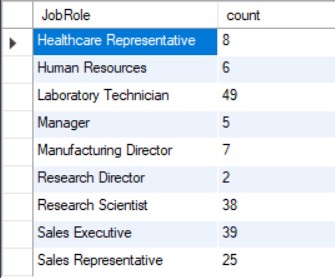 JobRole count
Healthcare Representative 8
Human Resources 6
Laboratory Technician 49
Manager 5
Manufacturing Director 7
Research Director 2
Research Scientist 38
Sales Executive 39
Sales Representative 25